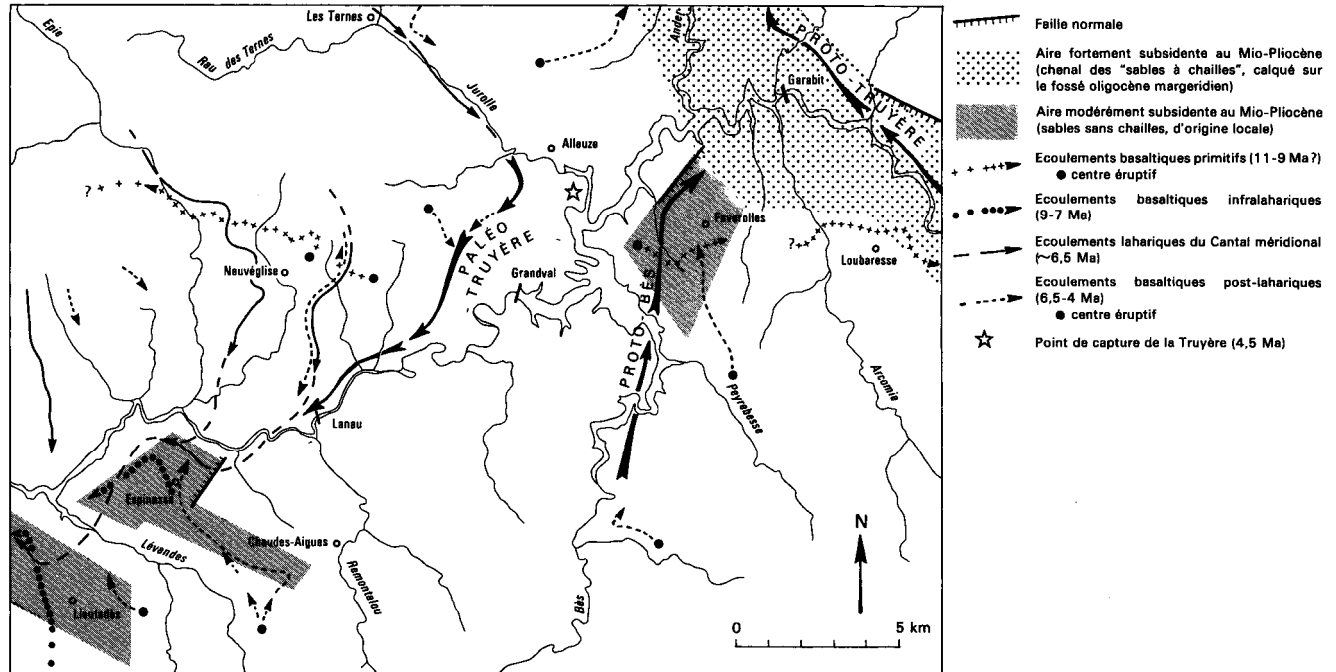 Epie
Les Ternes
Rau des Ternes
Jurolle
Ander
PROTO TRUYÈRE
Garabit
Alleuze
PALÉO TRUYÈRE
Faverolles
Neuvéglise
Grandval
PROTO BÈS
Loubaresse
Lanau
Peyrebesse
Arcomie
Espinasse
Chaudes-Aigues
Lévandes
Remontalou
Lieutadès
Bès
N
0 5 km
? ?
Faille normale
Aire fortement subsidente au Mio-Pliocène
(chenal des "sables à chailles", calqué sur
le fossé oligocène margeridien)
Aire modérément subsidente au Mio-Pliocène
(sables sans chailles, d'origine locale)
Ecoulements basaltiques primitifs (11-9 Ma?)
centre éruptif
Ecoulements basaltiques infralahariques
(9-7 Ma)
Ecoulements lahariques du Cantal méridional
(~6,5 Ma)
Ecoulements basaltiques post-lahariques
(6,5-4 Ma)
centre éruptif
Point de capture de la Truyère (4,5 Ma)